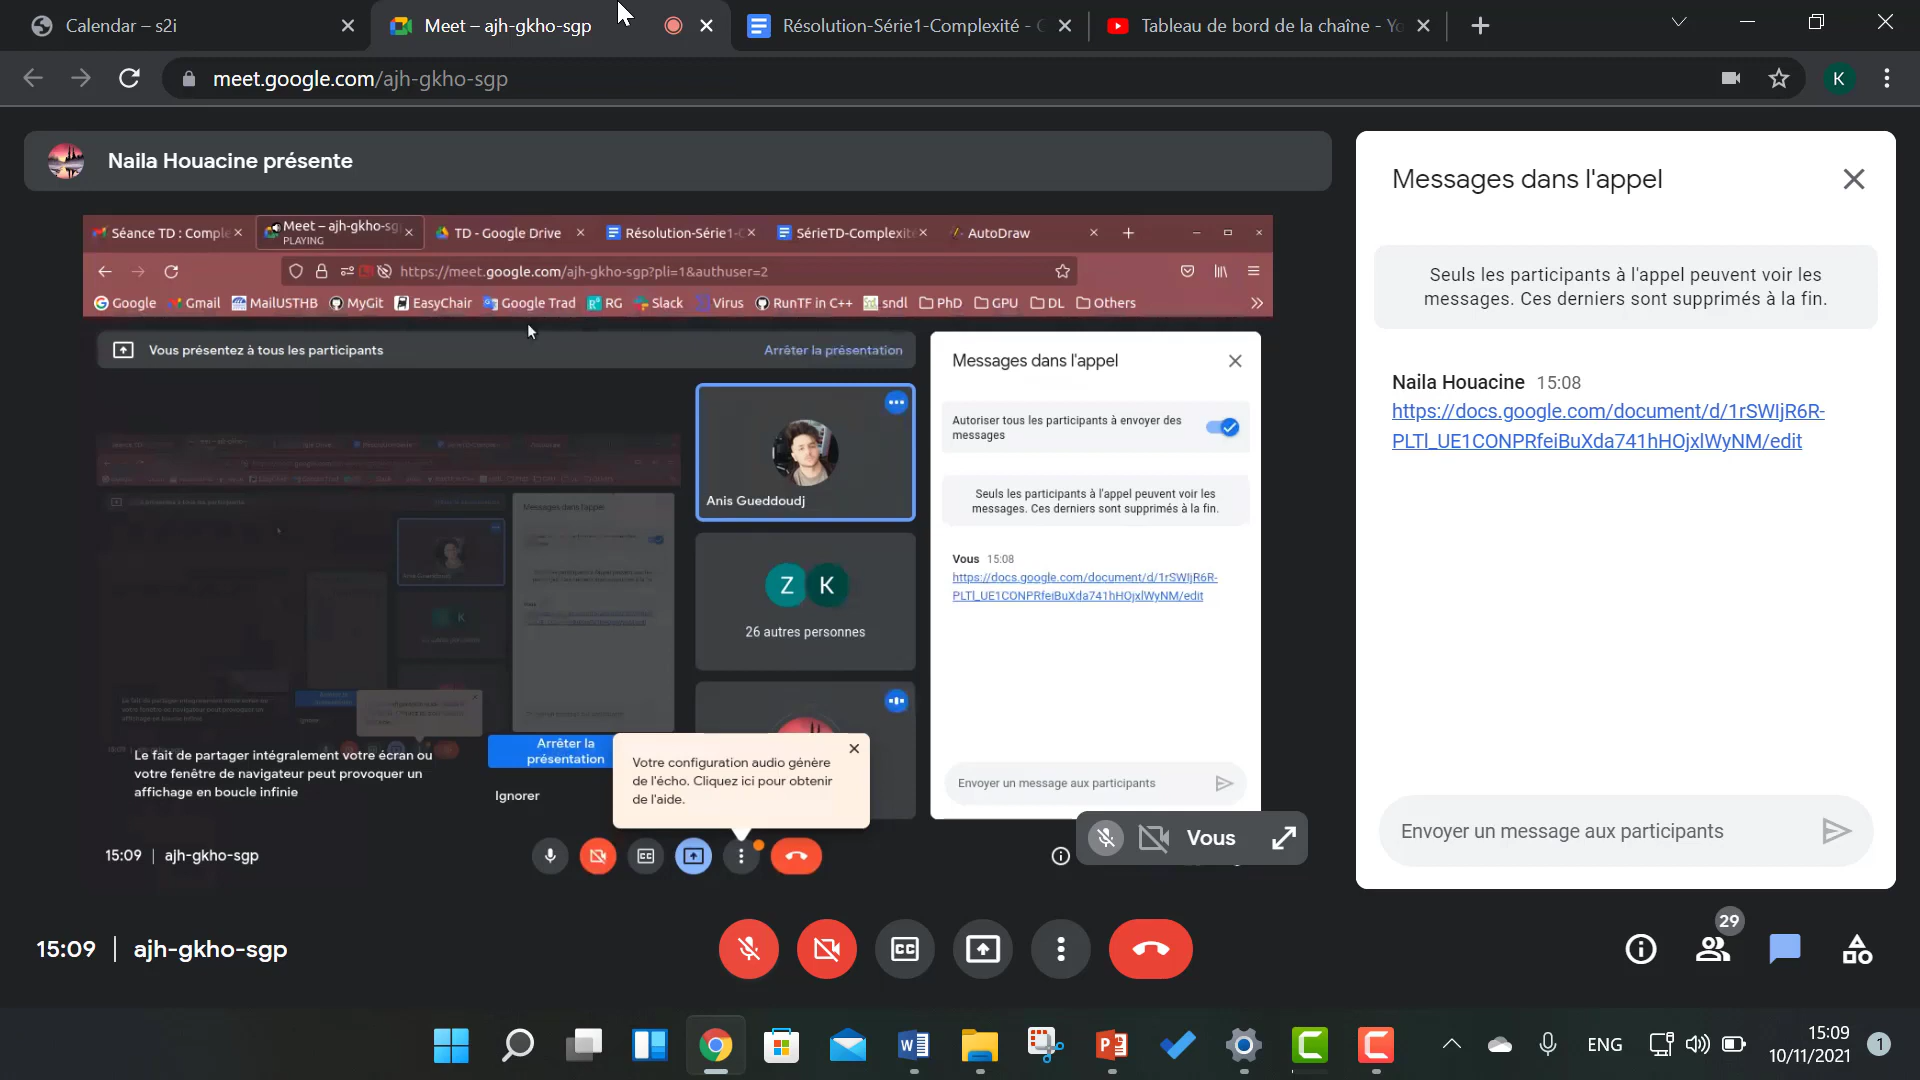 Calendar – s2i
Meet – ajh-gkho-sgp
Résolution-Série1-Complexité -
Tableau de bord de la chaîne - Yo
meet.google.com/ajh-gkho-sgp
K
Naila Houacine présente
Séance TD : Comple
Meet – ajh-gkho-sg
PLAYING
TD - Google Drive
Résolution-Série1-C
SérieTD-Complexité
AutoDraw
https://meet.google.com/ajh-gkho-sgp?pli=1&authuser=2
Google
Gmail
MailUSTHB
MyGit
EasyChair
Google Trad
RG
Slack
Virus
RunTF in C++
sndl
PhD
GPU
DL
Others
Vous présentez à tous les participants
Arrêter la présentation
Anis Gueddoudj
Z K
26 autres personnes
Le fait de partager intégralement votre écran ou
votre fenêtre de navigateur peut provoquer un
affichage en boucle infinie
Arrêter la
présentation
Ignorer
Votre configuration audio génère
de l'écho. Cliquez ici pour obtenir
de l'aide.
15:09 | ajh-gkho-sgp
Messages dans l'appel
Autoriser tous les participants à envoyer des
messages
Seuls les participants à l'appel peuvent voir les
messages. Ces derniers sont supprimés à la fin.
Vous 15:08
https://docs.google.com/document/d/1rSWIjR6R-
PLTl_UE1CONPRfeiBuXda741hHOjxlWyNM/edit
Envoyer un message aux participants
Vous
Messages dans l'appel
Seuls les participants à l'appel peuvent voir les
messages. Ces derniers sont supprimés à la fin.
Naila Houacine 15:08
https://docs.google.com/document/d/1rSWIjR6R-
PLTl_UE1CONPRfeiBuXda741hHOjxlWyNM/edit
Envoyer un message aux participants
15:09 | ajh-gkho-sgp
29
ENG
15:09
10/11/2021
1